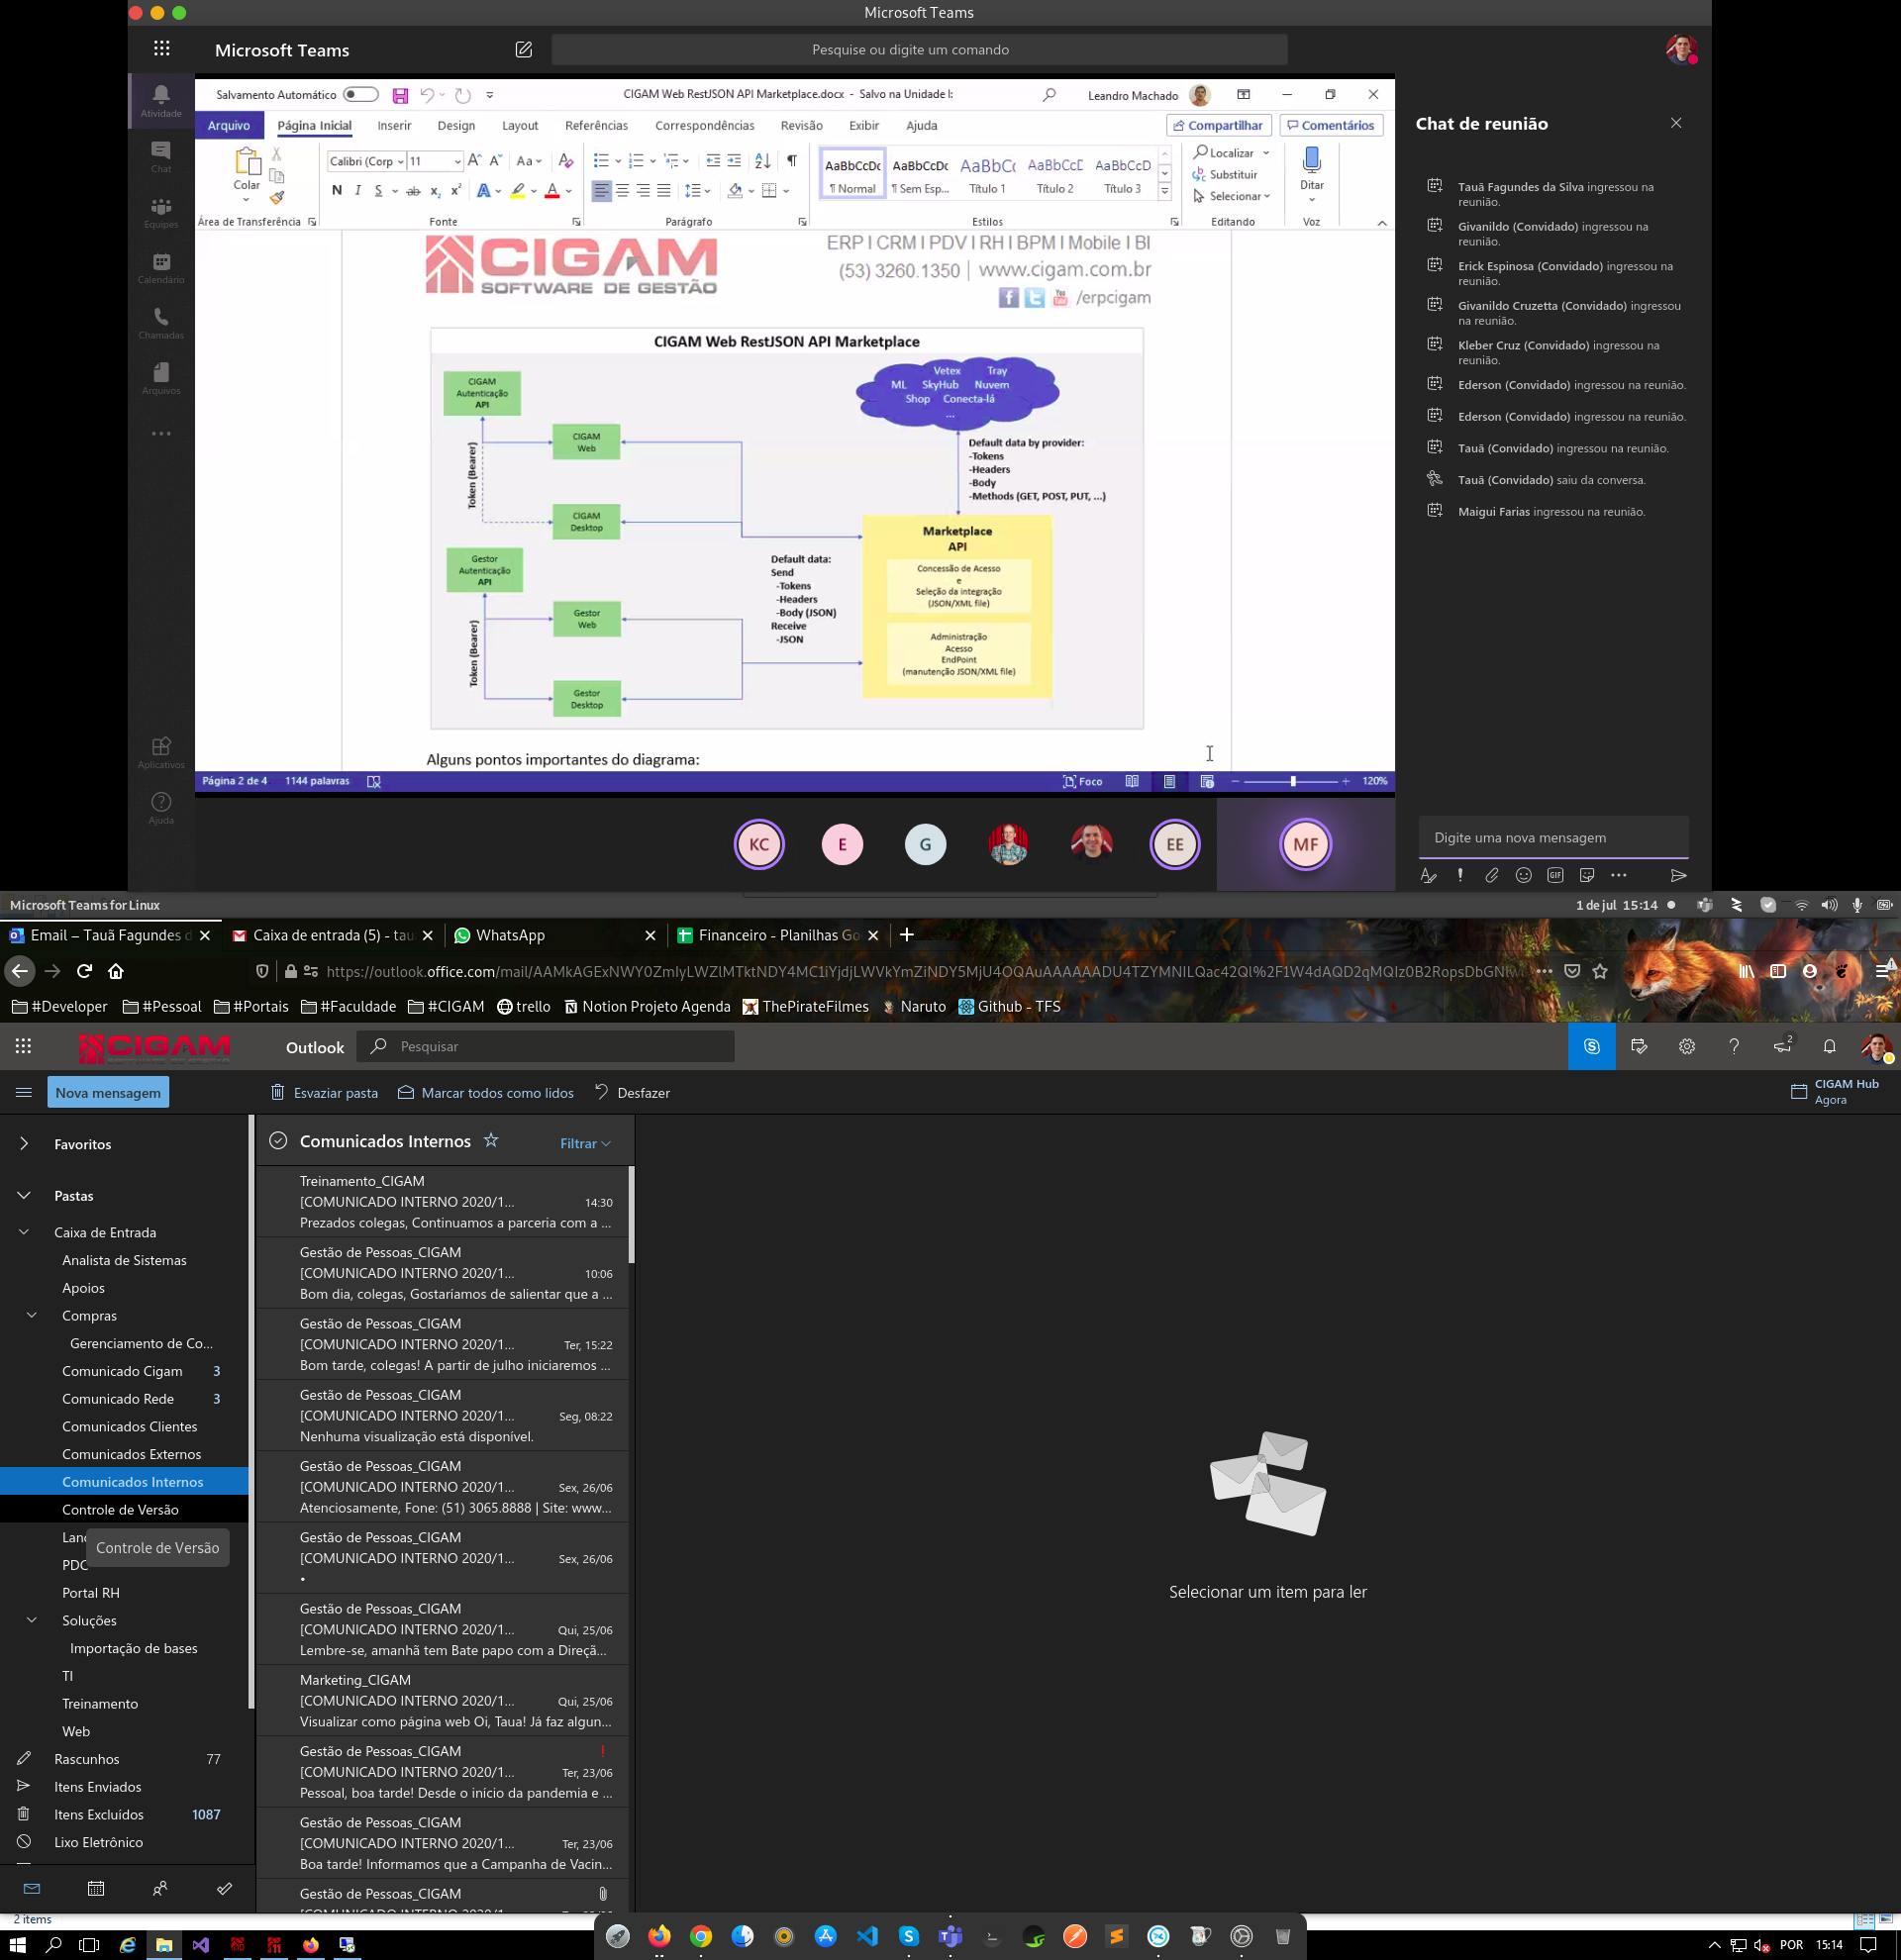 Microsoft Teams
Microsoft Teams
Pesquise ou digite um comando
Atividade
Chat
Equipes
Calendário
Chamadas
Arquivos
Aplicativos
Ajuda
Salvamento Automático
CIGAM Web RestJSON API Marketplace.docx - Salvo na Unidade I:
Leandro Machado
Arquivo
Página Inicial
Inserir
Design
Layout
Referências
Correspondências
Revisão
Exibir
Ajuda
Compartilhar
Comentários
Colar
Calibri (Corp
11
Aa
N I S ab x₂ x²
AaBbCcDc
AaBbCcDc
AaBbCc
AaBbCcC
AaBbCcD
¶ Normal
¶ Sem Esp...
Título 1
Título 2
Título 3
Localizar
Substituir
Selecionar
Ditar
Área de Transferência
Fonte
Parágrafo
Estilos
Editando
Voz
CIGAM
SOFTWARE DE GESTÃO
ERP I CRM I PDV I RH I BPM I Mobile I BI
(53) 3260.1350 | www.cigam.com.br
/erpcigam
CIGAM Web RestJSON API Marketplace
CIGAM
Autenticação
API
Token (Bearer)
CIGAM
Web
CIGAM
Desktop
Gestor
Autenticação
API
Token (Bearer)
Gestor
Web
Gestor
Desktop
Vetex Tray
ML SkyHub Nuvem
Shop Conecta-lá
...
Default data by provider:
-Tokens
-Headers
-Body
-Methods (GET, POST, PUT, ...)
Default data:
Send
-Tokens
-Headers
-Body (JSON)
Receive
-JSON
Marketplace
API
Concessão de Acesso
e
Seleção da integração
(JSON/XML file)
Administração
Acesso
EndPoint
(manutenção JSON/XML file)
Alguns pontos importantes do diagrama:
Página 2 de 4
1144 palavras
Foco
120%
KC
E
G
EE
MF
Chat de reunião
Tauã Fagundes da Silva ingressou na
reunião.
Givanildo (Convidado) ingressou na
reunião.
Erick Espinosa (Convidado) ingressou na
reunião.
Givanildo Cruzetta (Convidado) ingressou
na reunião.
Kleber Cruz (Convidado) ingressou na
reunião.
Ederson (Convidado) ingressou na reunião.
Ederson (Convidado) ingressou na reunião.
Tauã (Convidado) ingressou na reunião.
Tauã (Convidado) saiu da conversa.
Maigui Farias ingressou na reunião.
Digite uma nova mensagem
GIF
Microsoft Teams for Linux
1 de jul 15:14
Email – Tauã Fagundes d
Caixa de entrada (5) - tau
WhatsApp
Financeiro - Planilhas Go
#Developer
#Pessoal
#Portais
#Faculdade
#CIGAM
trello
Notion Projeto Agenda
ThePirateFilmes
Naruto
Github - TFS
CIGAM
Outlook
Pesquisar
2
Nova mensagem
Esvaziar pasta
Marcar todos como lidos
Desfazer
CIGAM Hub
Agora
Favoritos
Pastas
Caixa de Entrada
Analista de Sistemas
Apoios
Compras
Gerenciamento de Co...
Comunicado Cigam 3
Comunicado Rede 3
Comunicados Clientes
Comunicados Externos
Comunicados Internos
Controle de Versão
Controle de Versão
Portal RH
Soluções
Importação de bases
TI
Treinamento
Web
Rascunhos 77
Itens Enviados
Itens Excluídos 1087
Lixo Eletrônico
Comunicados Internos
Filtrar
Treinamento_CIGAM
[COMUNICADO INTERNO 2020/1... 14:30
Prezados colegas, Continuamos a parceria com a ...
Gestão de Pessoas_CIGAM
[COMUNICADO INTERNO 2020/1... 10:06
Bom dia, colegas, Gostaríamos de salientar que a ...
Gestão de Pessoas_CIGAM
[COMUNICADO INTERNO 2020/1... Ter, 15:22
Bom tarde, colegas! A partir de julho iniciaremos ...
Gestão de Pessoas_CIGAM
[COMUNICADO INTERNO 2020/1... Seg, 08:22
Nenhuma visualização está disponível.
Gestão de Pessoas_CIGAM
[COMUNICADO INTERNO 2020/1... Sex, 26/06
Atenciosamente, Fone: (51) 3065.8888 | Site: www...
Gestão de Pessoas_CIGAM
[COMUNICADO INTERNO 2020/1... Sex, 26/06
•
Gestão de Pessoas_CIGAM
[COMUNICADO INTERNO 2020/1... Qui, 25/06
Lembre-se, amanhã tem Bate papo com a Direçã...
Marketing_CIGAM
[COMUNICADO INTERNO 2020/1... Qui, 25/06
Visualizar como página web Oi, Taua! Já faz algun...
Gestão de Pessoas_CIGAM
[COMUNICADO INTERNO 2020/1... Ter, 23/06
Pessoal, boa tarde! Desde o início da pandemia e ...
Gestão de Pessoas_CIGAM
[COMUNICADO INTERNO 2020/1... Ter, 23/06
Boa tarde! Informamos que a Campanha de Vacin...
Gestão de Pessoas_CIGAM
Selecionar um item para ler
2 items
POR
15:14